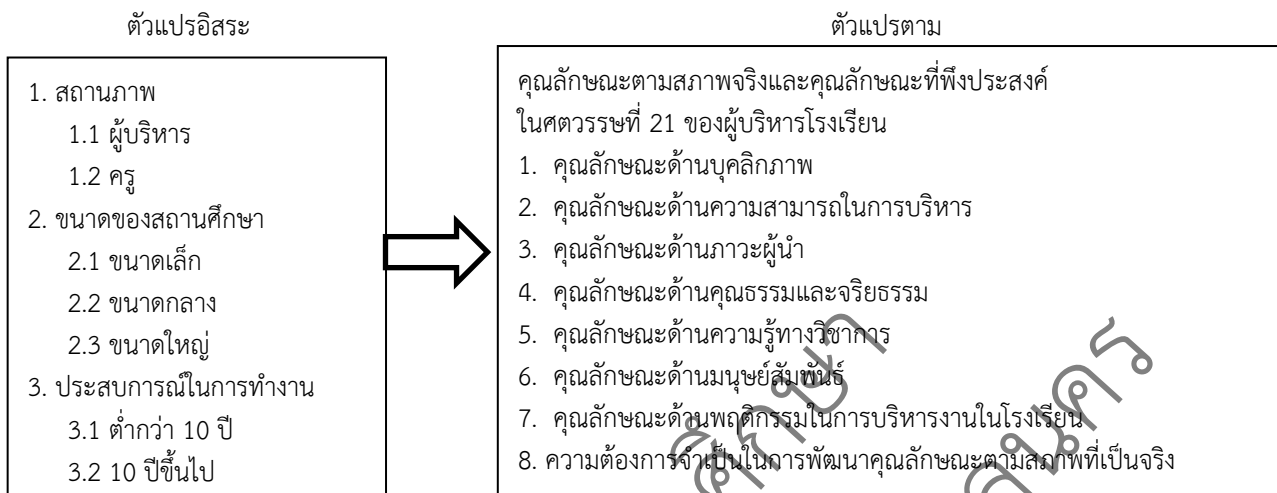 ตัวแปรอิสระ
1. สถานภาพ
1.1 ผู้บริหาร
1.2 ครู
2. ขนาดของสถานศึกษา
2.1 ขนาดเล็ก
2.2 ขนาดกลาง
2.3 ขนาดใหญ่
3. ประสบการณ์ในการทำงาน
3.1 ต่ำกว่า 10 ปี
3.2 10 ปีขึ้นไป
ตัวแปรตาม
คุณลักษณะตามสภาพจริงและคุณลักษณะที่พึงประสงค์
ในศตวรรษที่ 21 ของผู้บริหารโรงเรียน
1. คุณลักษณะด้านบุคลิกภาพ
2. คุณลักษณะด้านความสามารถในการบริหาร
3. คุณลักษณะด้านภาวะผู้นำ
4. คุณลักษณะด้านคุณธรรมและจริยธรรม
5. คุณลักษณะด้านความรู้ทางวิชาการ
6. คุณลักษณะด้านมนุษย์สัมพันธ์
7. คุณลักษณะด้านพฤติกรรมในการบริหารงานในโรงเรียน
8. ความต้องการจำเป็นในการพัฒนาคุณลักษณะตามสภาพที่เป็นจริง